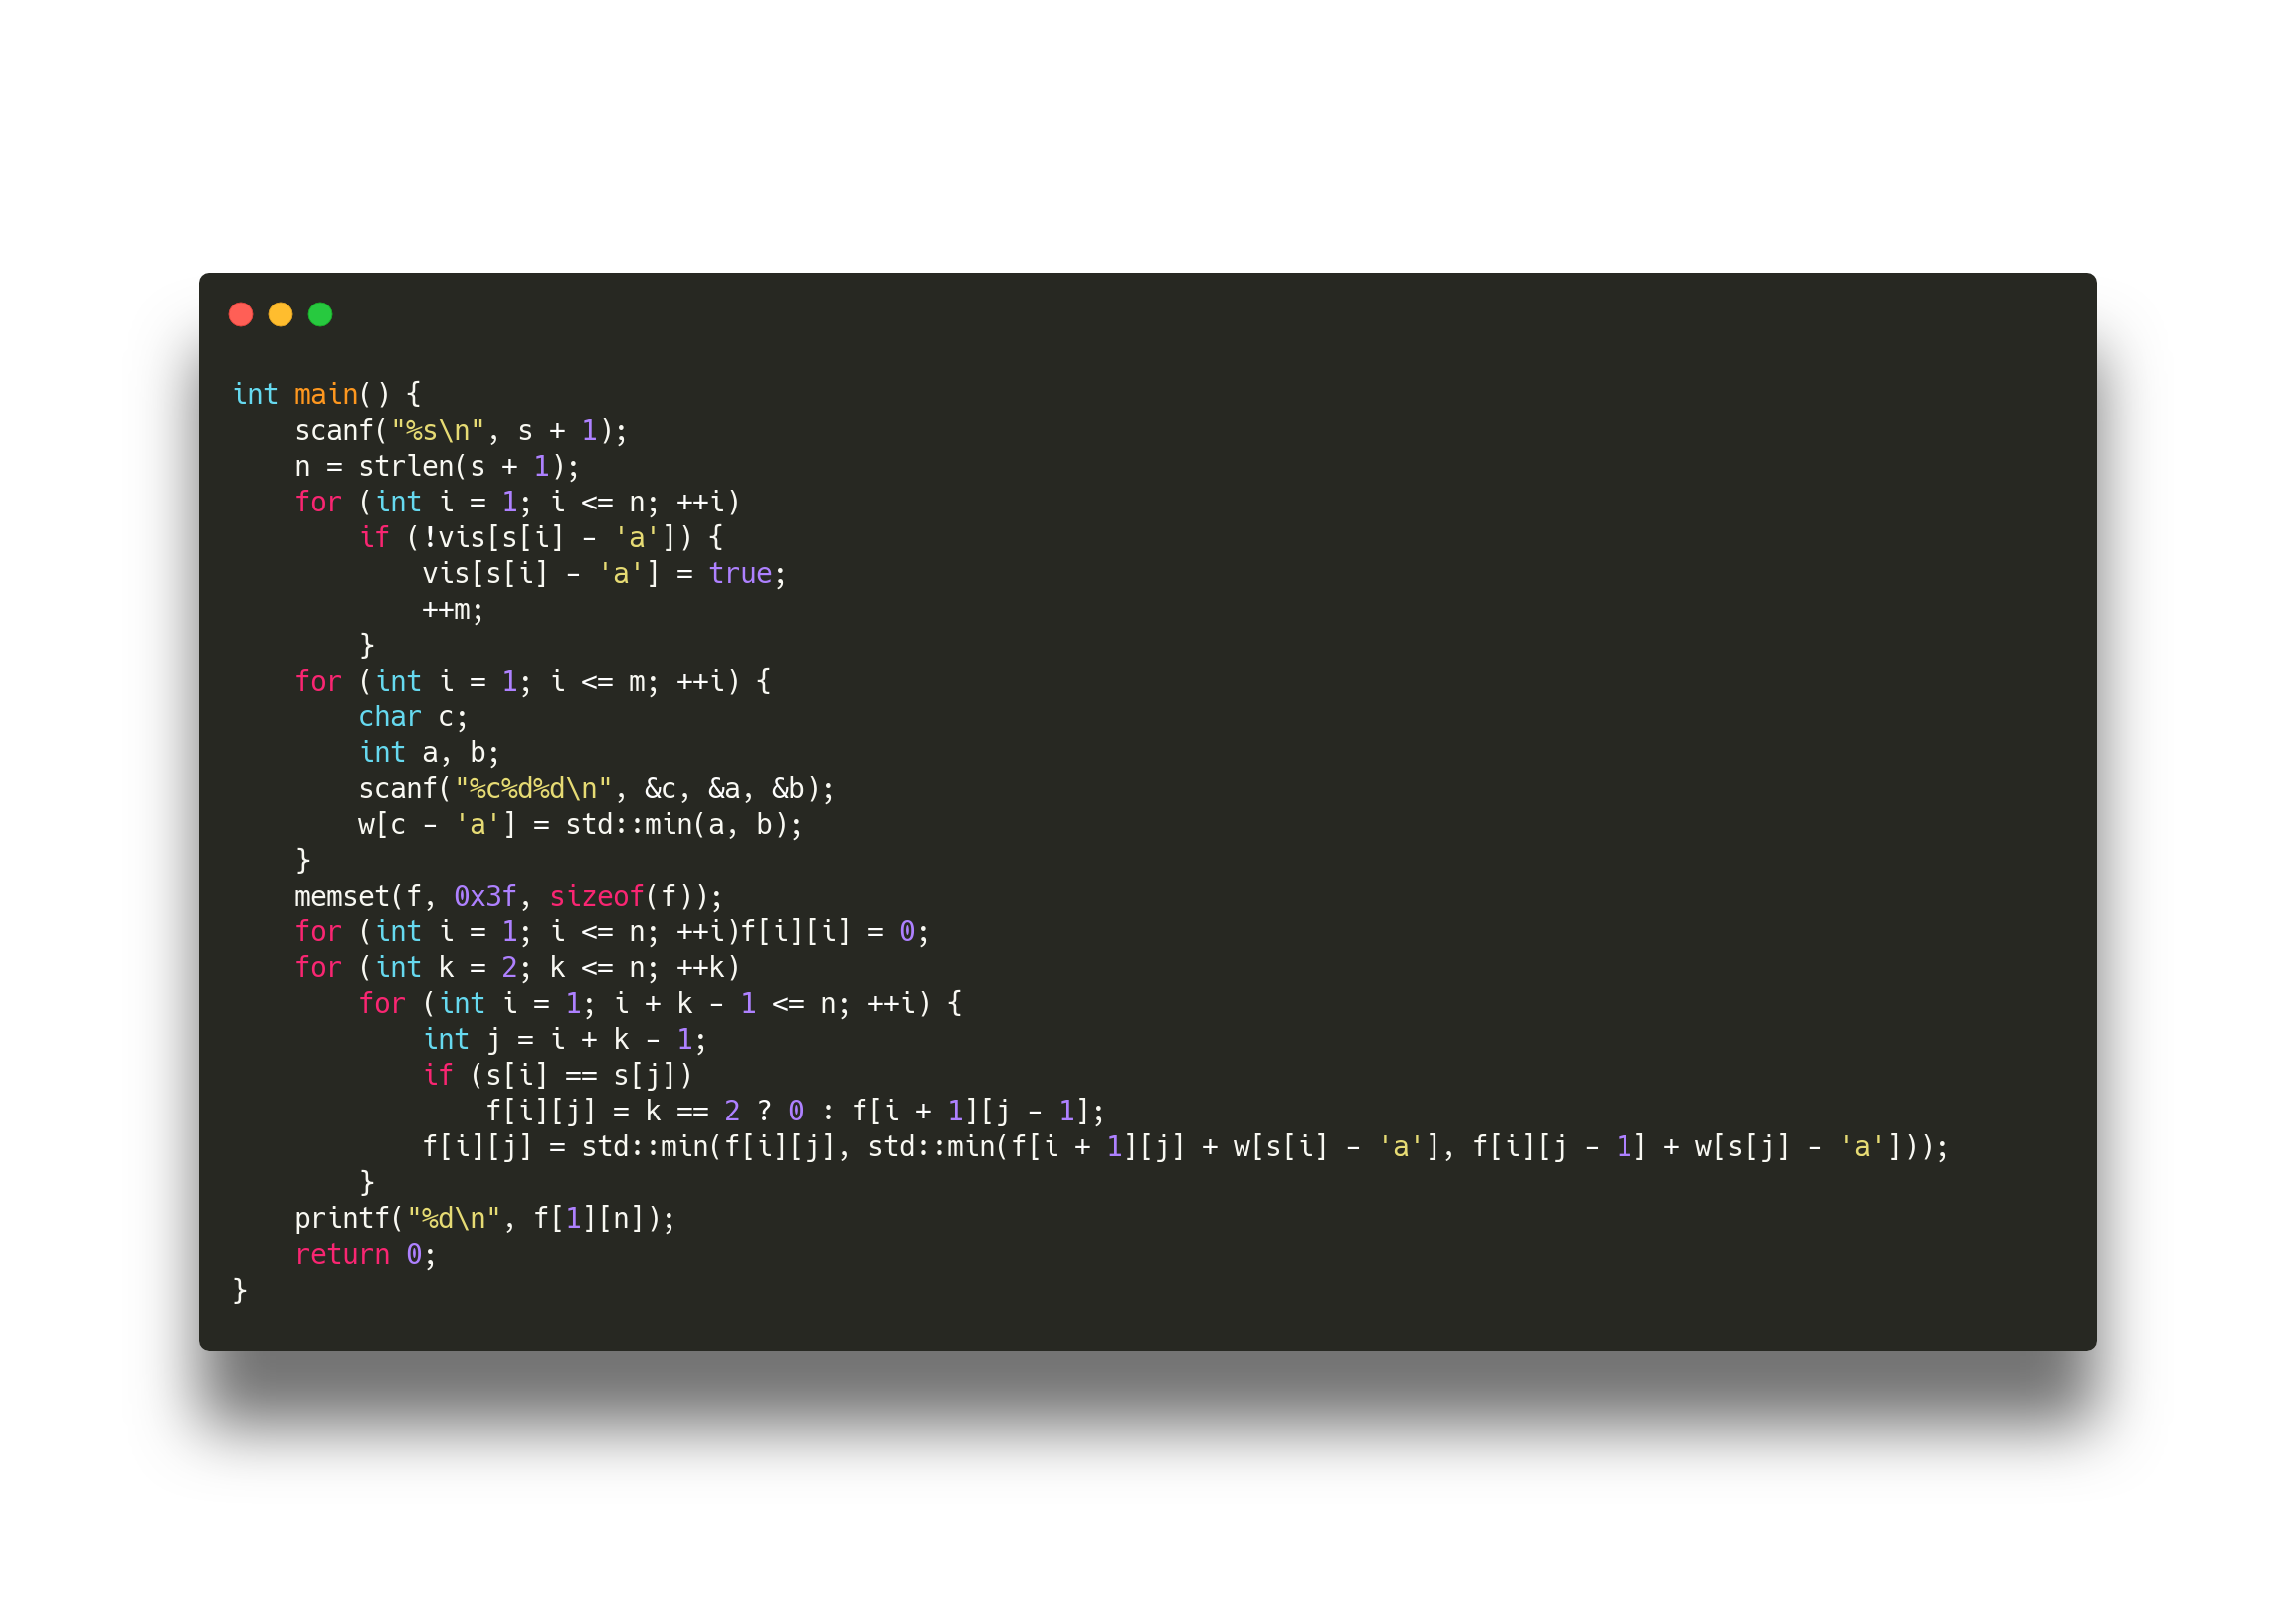 int main() {
    scanf("%s\n", s + 1);
    n = strlen(s + 1);
    for (int i = 1; i <= n; ++i)
        if (!vis[s[i] - 'a']) {
            vis[s[i] - 'a'] = true;
            ++m;
        }
    for (int i = 1; i <= m; ++i) {
        char c;
        int a, b;
        scanf("%c%d%d\n", &c, &a, &b);
        w[c - 'a'] = std::min(a, b);
    }
    memset(f, 0x3f, sizeof(f));
    for (int i = 1; i <= n; ++i)f[i][i] = 0;
    for (int k = 2; k <= n; ++k)
        for (int i = 1; i + k - 1 <= n; ++i) {
            int j = i + k - 1;
            if (s[i] == s[j])
                f[i][j] = k == 2 ? 0 : f[i + 1][j - 1];
            f[i][j] = std::min(f[i][j], std::min(f[i + 1][j] + w[s[i] - 'a'], f[i][j - 1] + w[s[j] - 'a']));
        }
    printf("%d\n", f[1][n]);
    return 0;
}